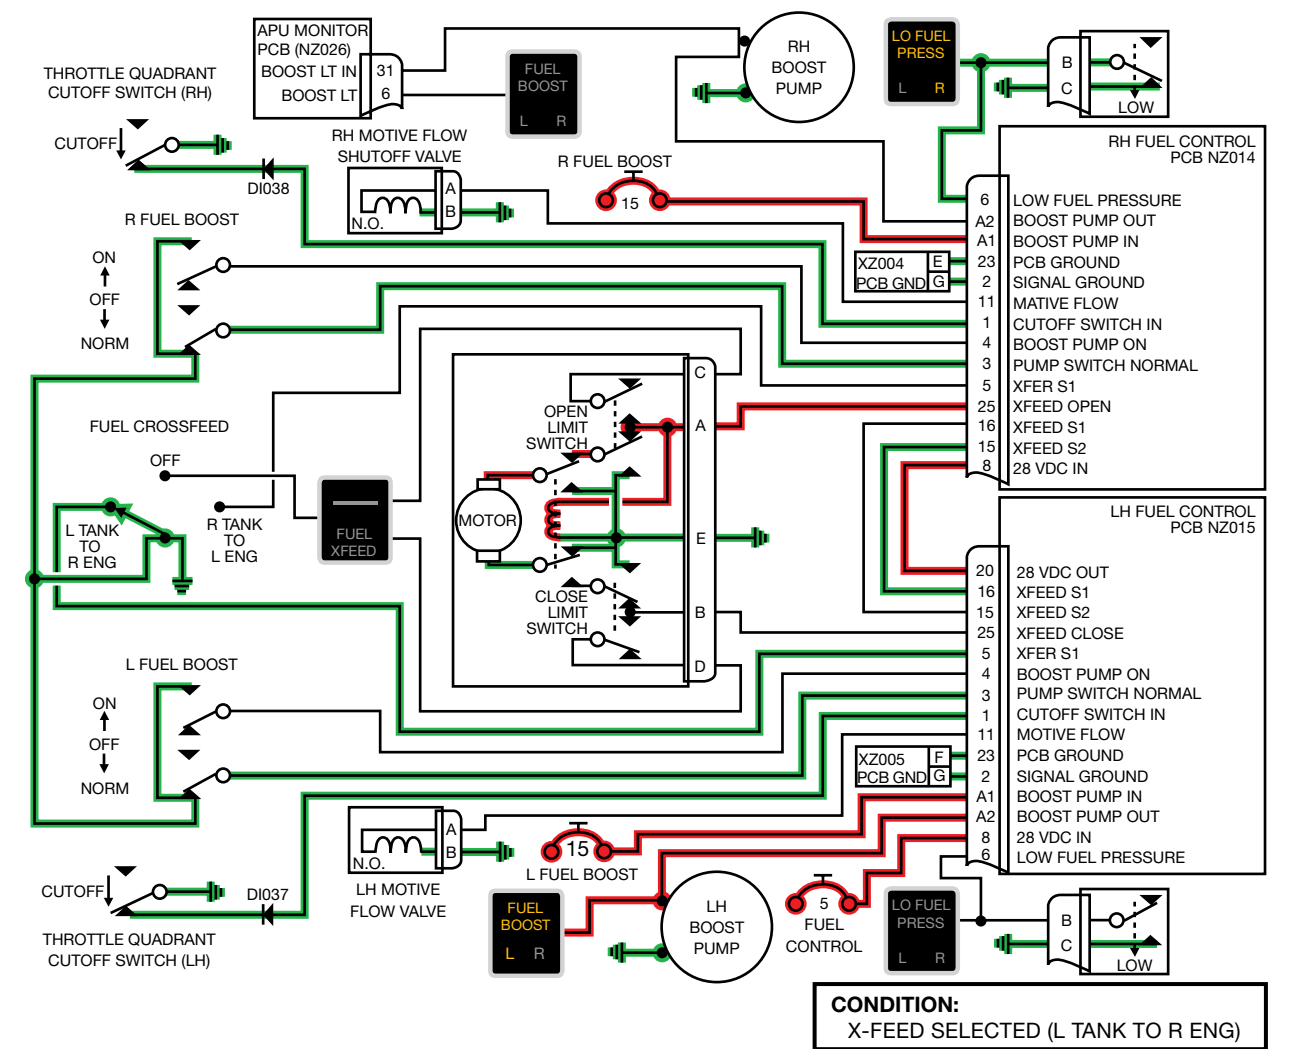 APU MONITOR
PCB (NZ026)
BOOST LT IN 31
BOOST LT 6
FUEL
BOOST
L R
RH
BOOST
PUMP
LO FUEL
PRESS
L R
B
C
LOW
THROTTLE QUADRANT
CUTOFF SWITCH (RH)
CUTOFF
DI038
RH MOTIVE FLOW
SHUTOFF VALVE
A
B
N.O.
R FUEL BOOST
15
RH FUEL CONTROL
PCB NZ014
6 LOW FUEL PRESSURE
A2 BOOST PUMP OUT
A1 BOOST PUMP IN
23 PCB GROUND
2 SIGNAL GROUND
11 MATIVE FLOW
1 CUTOFF SWITCH IN
4 BOOST PUMP ON
3 PUMP SWITCH NORMAL
5 XFER S1
25 XFEED OPEN
16 XFEED S1
15 XFEED S2
8 28 VDC IN
XZ004 E
PCB GND G
R FUEL BOOST
ON
OFF
NORM
FUEL CROSSFEED
OFF
L TANK
TO
R ENG
R TANK
TO
L ENG
FUEL
XFEED
OPEN
LIMIT
SWITCH
MOTOR
CLOSE
LIMIT
SWITCH
C
A
E
B
D
LH FUEL CONTROL
PCB NZ015
20 28 VDC OUT
16 XFEED S1
15 XFEED S2
25 XFEED CLOSE
5 XFER S1
4 BOOST PUMP ON
3 PUMP SWITCH NORMAL
1 CUTOFF SWITCH IN
11 MOTIVE FLOW
23 PCB GROUND
2 SIGNAL GROUND
A1 BOOST PUMP IN
A2 BOOST PUMP OUT
8 28 VDC IN
6 LOW FUEL PRESSURE
XZ005 F
PCB GND G
L FUEL BOOST
ON
OFF
NORM
A
B
N.O.
LH MOTIVE
FLOW VALVE
15
L FUEL BOOST
CUTOFF
DI037
THROTTLE QUADRANT
CUTOFF SWITCH (LH)
FUEL
BOOST
L R
LH
BOOST
PUMP
5
FUEL
CONTROL
LO FUEL
PRESS
L R
B
C
LOW
CONDITION:
X-FEED SELECTED (L TANK TO R ENG)